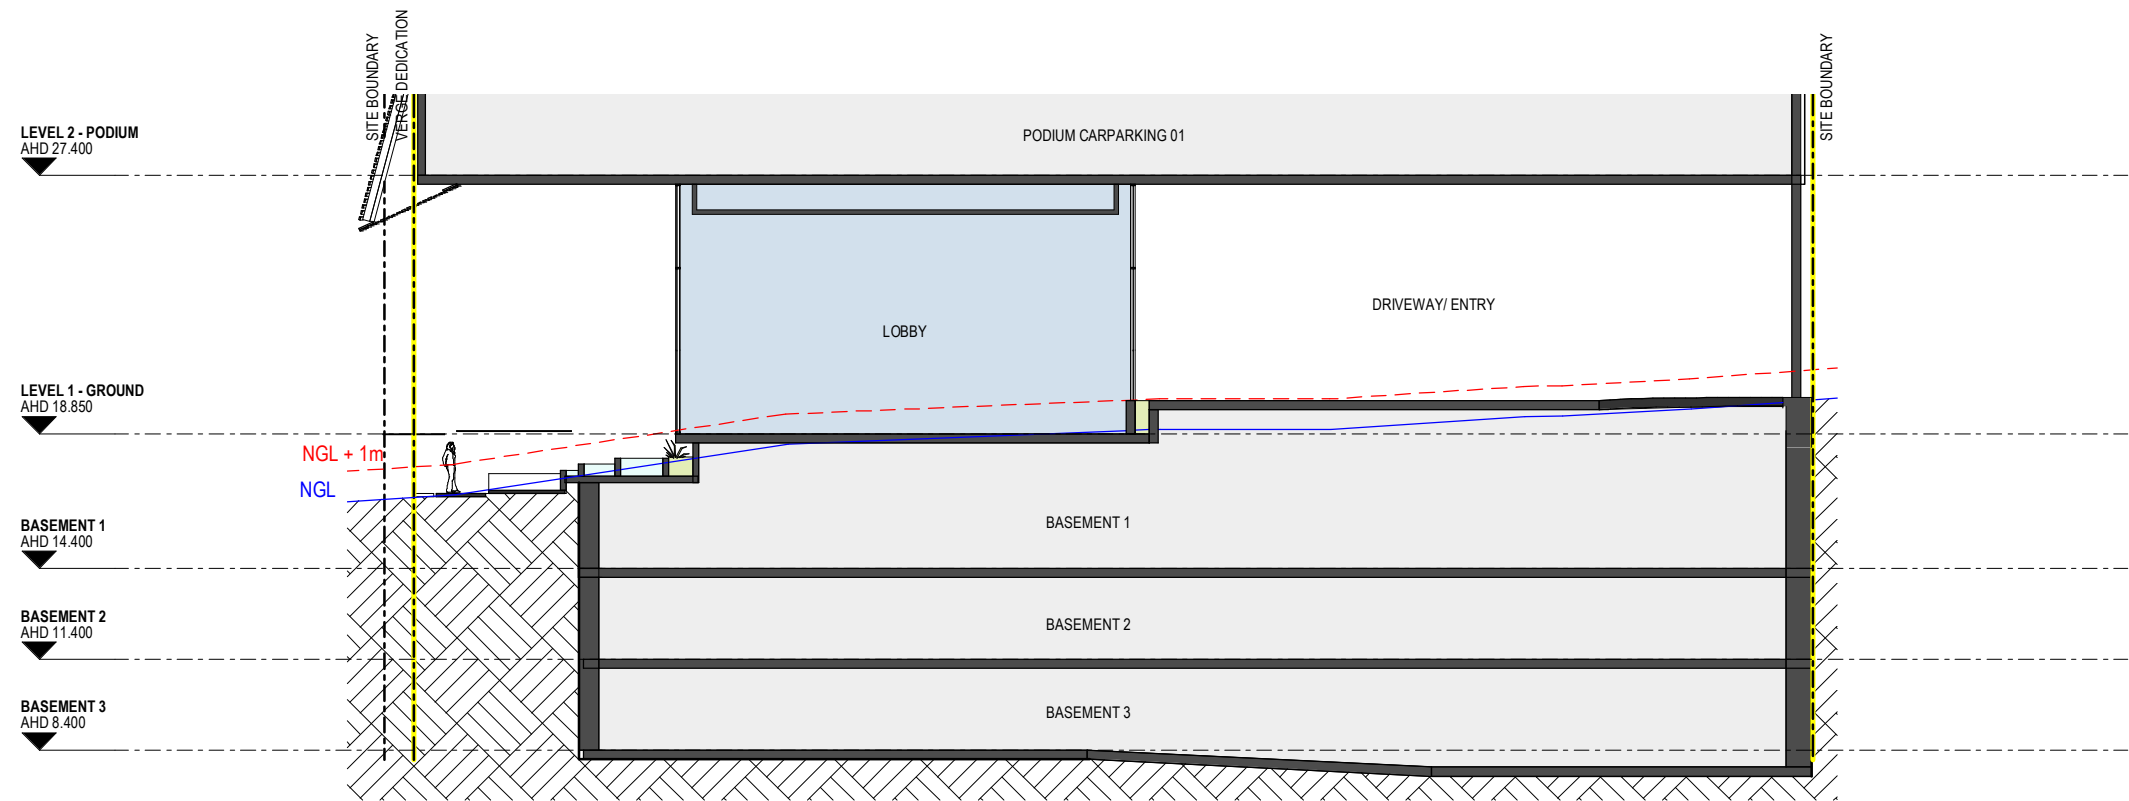 SITE BOUNDARY
VERGE DEDICATION
SITE BOUNDARY
LEVEL 2 - PODIUM
AHD 27.400
PODIUM CARPARKING 01
DRIVEWAY/ ENTRY
LOBBY
LEVEL 1 - GROUND
AHD 18.850
NGL + 1m
NGL
BASEMENT 1
AHD 14.400
BASEMENT 1
BASEMENT 2
AHD 11.400
BASEMENT 2
BASEMENT 3
AHD 8.400
BASEMENT 3